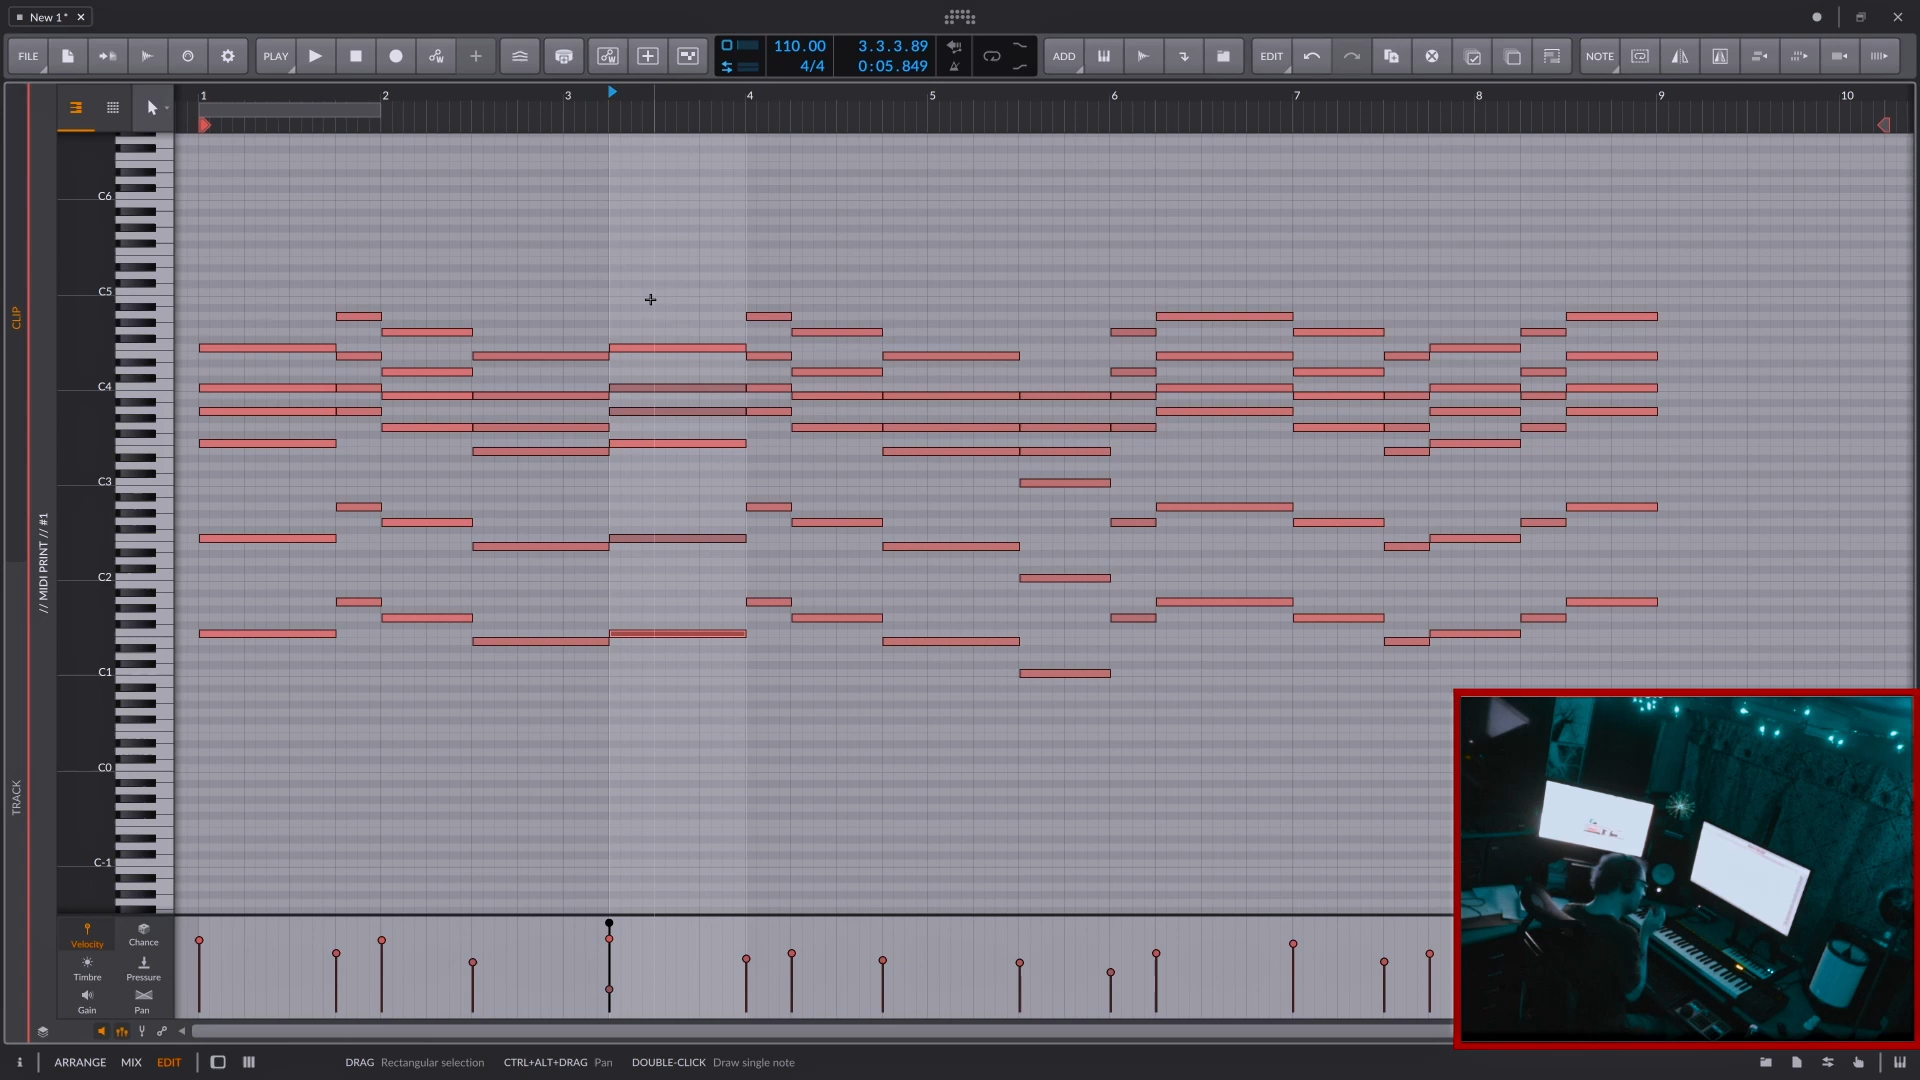 New 1*
FILE
PLAY
110.00
4/4
3.3.3.89
0:05.849
ADD
EDIT
NOTE
1 2 3 4 5 6 7 8 9 10
C6
C5
C4
C3
C2
C1
C0
C-1
CLIP
// MIDI PRINT // #1
TRACK
Velocity
Chance
Timbre
Pressure
Gain
Pan
i
ARRANGE MIX EDIT
DRAG Rectangular selection CTRL+ALT+DRAG Pan DOUBLE-CLICK Draw single note